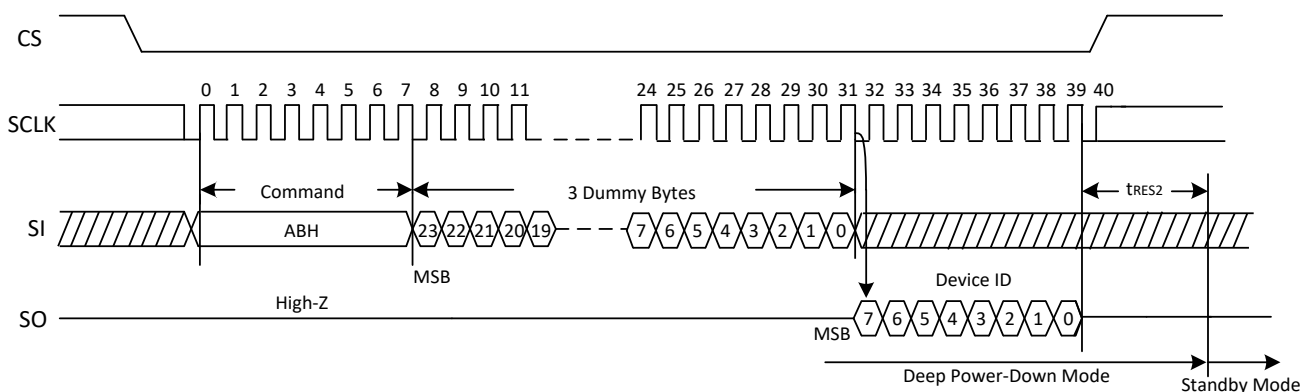 CS
0 1 2 3 4 5 6 7 8 9 10 11 24 25 26 27 28 29 30 31 32 33 34 35 36 37 38 39 40
SCLK
Command 3 Dummy Bytes tRES2
SI ABH 23 22 21 20 19 7 6 5 4 3 2 1 0
MSB Device ID
High-Z
SO 7 6 5 4 3 2 1 0
MSB
Deep Power-Down Mode Standby Mode